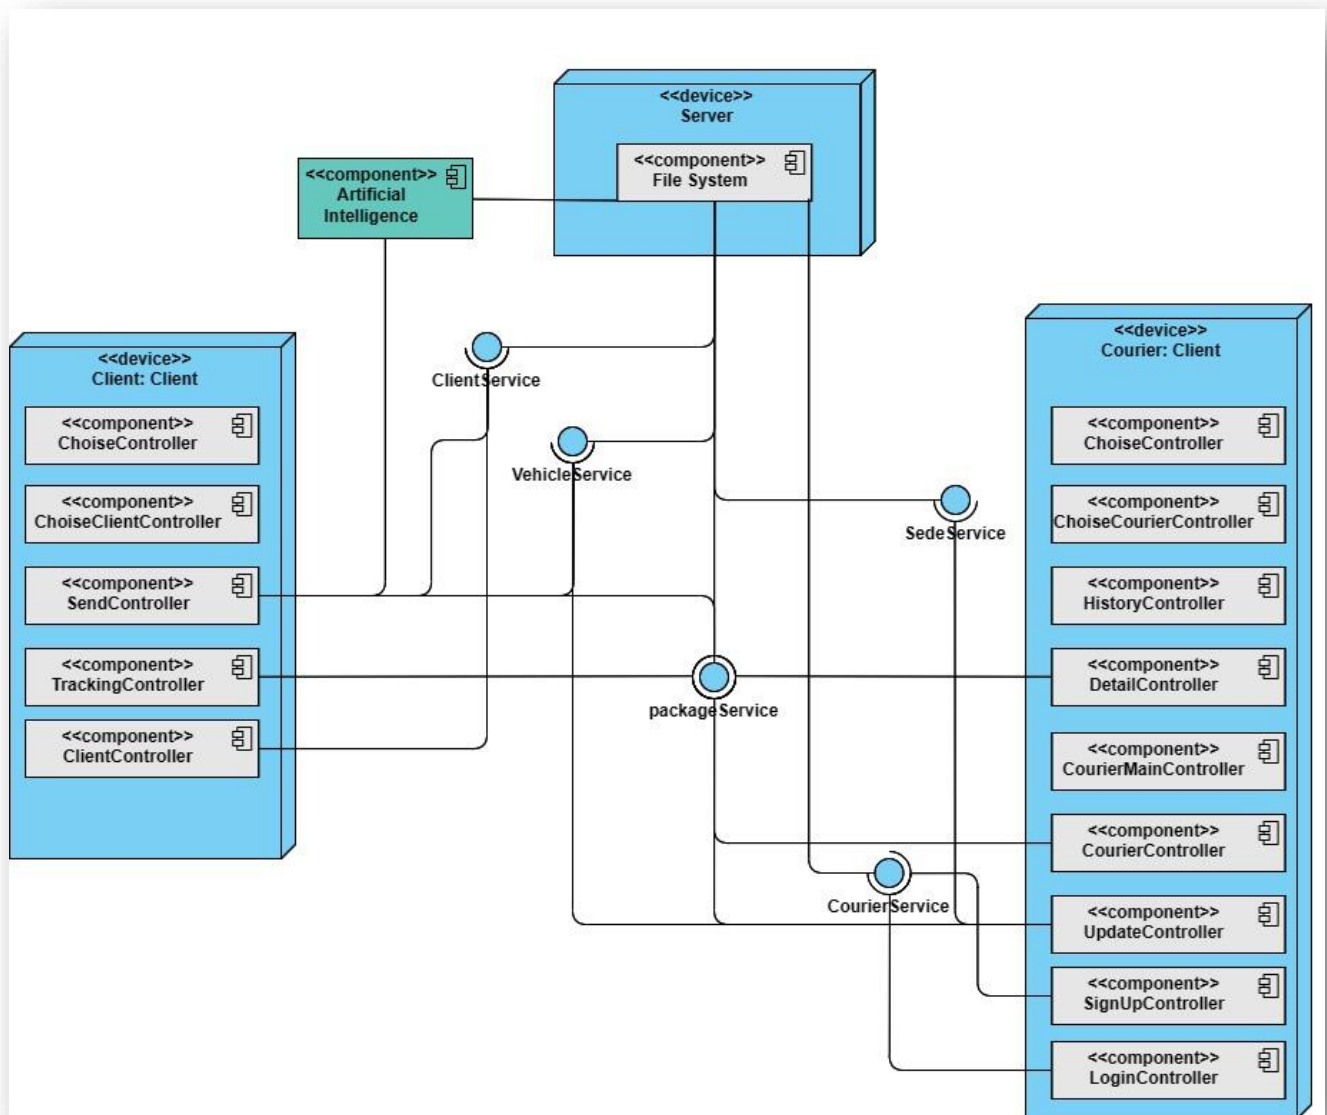 <<device>>
Server
<<component>>
File System
<<component>>
Artificial
Intelligence
<<device>>
Client: Client
<<component>>
ChoiseController
<<component>>
ChoiseClientController
<<component>>
SendController
<<component>>
TrackingController
<<component>>
ClientController
ClientService
VehicleService
SedeService
packageService
CourierService
<<device>>
Courier: Client
<<component>>
ChoiseController
<<component>>
ChoiseCourierController
<<component>>
HistoryController
<<component>>
DetailController
<<component>>
CourierMainController
<<component>>
CourierController
<<component>>
UpdateController
<<component>>
SignUpController
<<component>>
LoginController